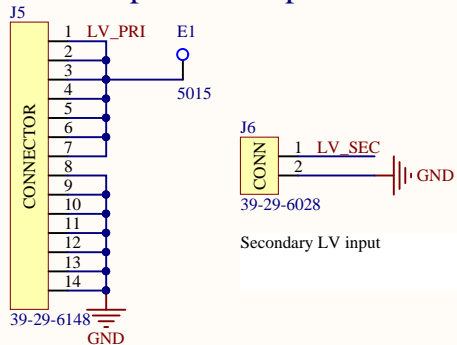 J5
1 LV_PRI
2
3
4
5
6
7
8
9
10
11
12
13
14
CONNECTOR
39-29-6148
GND
E1
5015
J6
CONN
1 LV_SEC
2
GND
39-29-6028
Secondary LV input